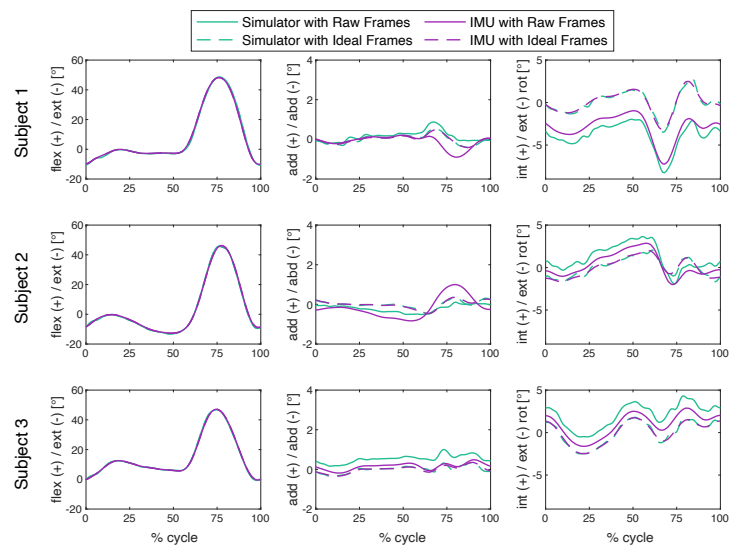 Simulator with Raw Frames IMU with Raw Frames
Simulator with Ideal Frames IMU with Ideal Frames
Subject 1
flex (+) / ext (-) [°]
60
40
20
0
-20
0 25 50 75 100
add (+) / abd (-) [°]
4
2
0
-2
0 25 50 75 100
int (+) / ext (-) rot [°]
5
0
-5
0 25 50 75 100
Subject 2
flex (+) / ext (-) [°]
60
40
20
0
-20
0 25 50 75 100
add (+) / abd (-) [°]
4
2
0
-2
0 25 50 75 100
int (+) / ext (-) rot [°]
5
0
-5
0 25 50 75 100
Subject 3
flex (+) / ext (-) [°]
60
40
20
0
-20
0 25 50 75 100
% cycle
add (+) / abd (-) [°]
4
2
0
-2
0 25 50 75 100
% cycle
int (+) / ext (-) rot [°]
5
0
-5
0 25 50 75 100
% cycle